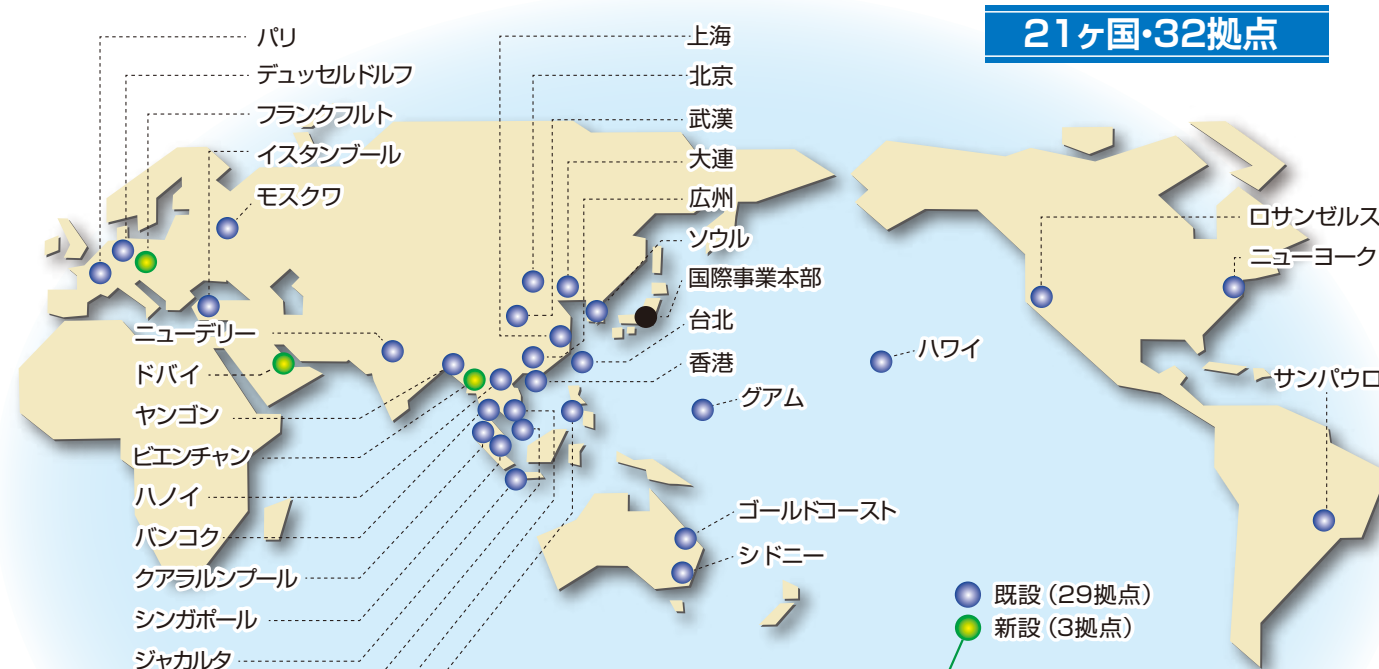 21ヶ国・32拠点
パリ
デュッセルドルフ
フランクフルト
イスタンブール
モスクワ
上海
北京
武漢
大連
広州
ソウル
国際事業本部
台北
香港
ロサンゼルス
ニューヨーク
サンパウロ
ハワイ
グアム
ニューデリー
ドバイ
ヤンゴン
ビエンチャン
ハノイ
バンコク
クアラルンプール
シンガポール
ジャカルタ
ゴールドコースト
シドニー
既設（29拠点）
新設（3拠点）